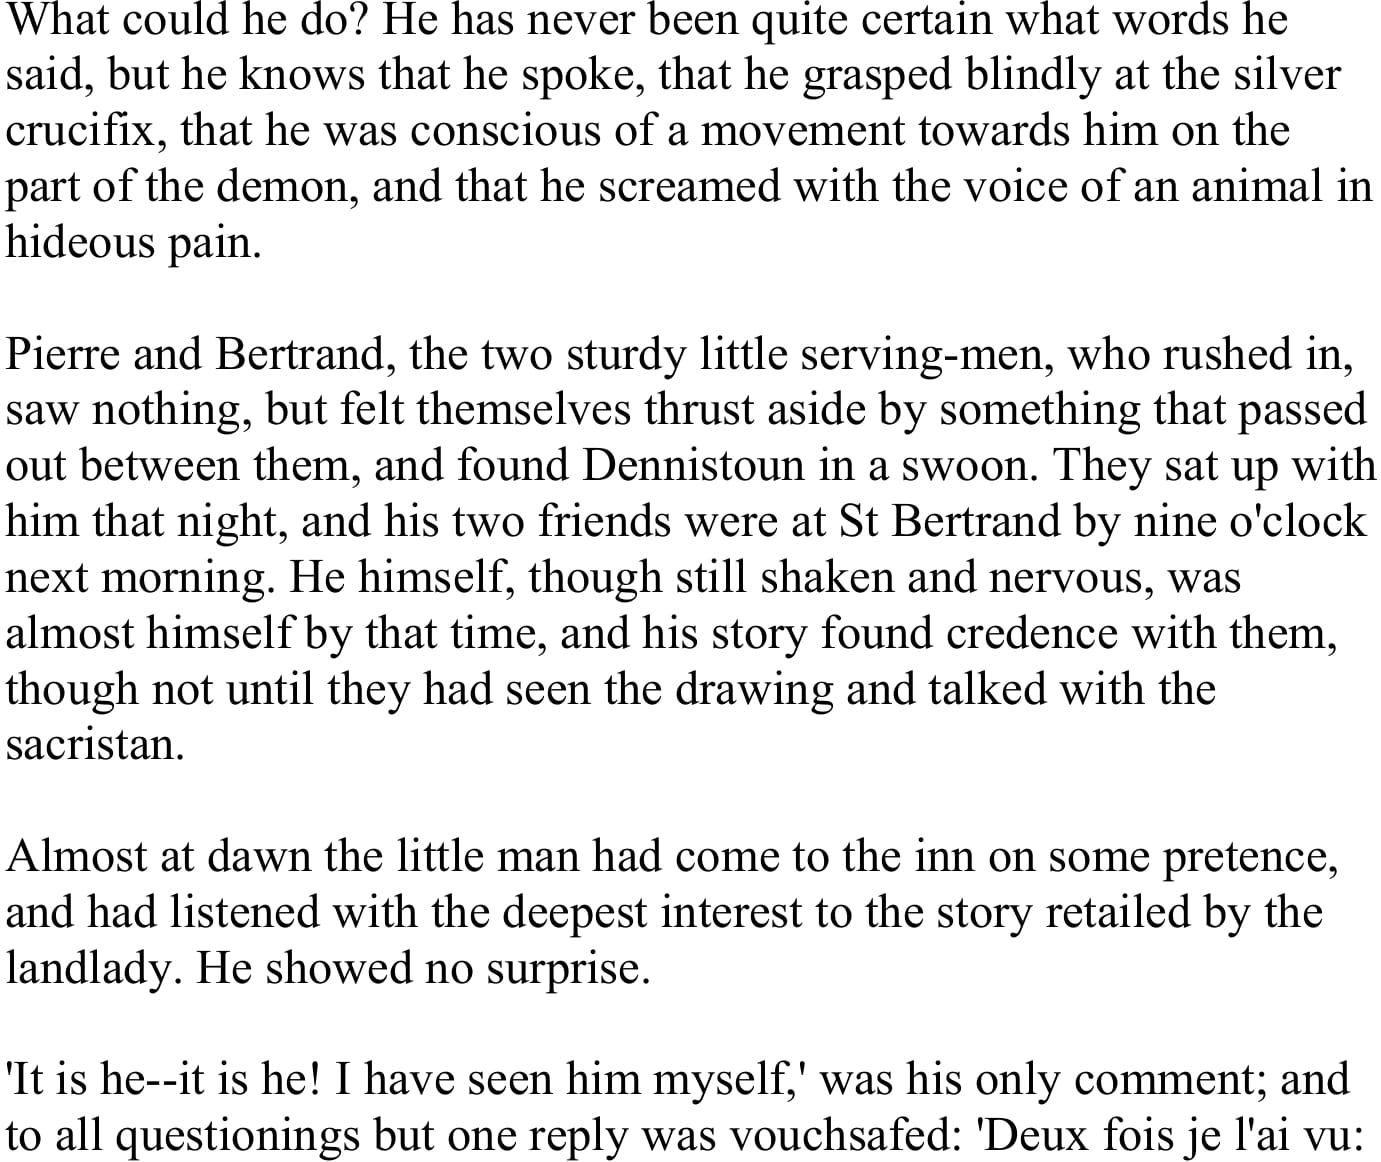 What could he do? He has never been quite certain what words he
said, but he knows that he spoke, that he grasped blindly at the silver
crucifix, that he was conscious of a movement towards him on the
part of the demon, and that he screamed with the voice of an animal in
hideous pain.

Pierre and Bertrand, the two sturdy little serving-men, who rushed in,
saw nothing, but felt themselves thrust aside by something that passed
out between them, and found Dennistoun in a swoon. They sat up with
him that night, and his two friends were at St Bertrand by nine o'clock
next morning. He himself, though still shaken and nervous, was
almost himself by that time, and his story found credence with them,
though not until they had seen the drawing and talked with the
sacristan.

Almost at dawn the little man had come to the inn on some pretence,
and had listened with the deepest interest to the story retailed by the
landlady. He showed no surprise.

'It is he--it is he! I have seen him myself,' was his only comment; and
to all questionings but one reply was vouchsafed: 'Deux fois je l'ai vu: